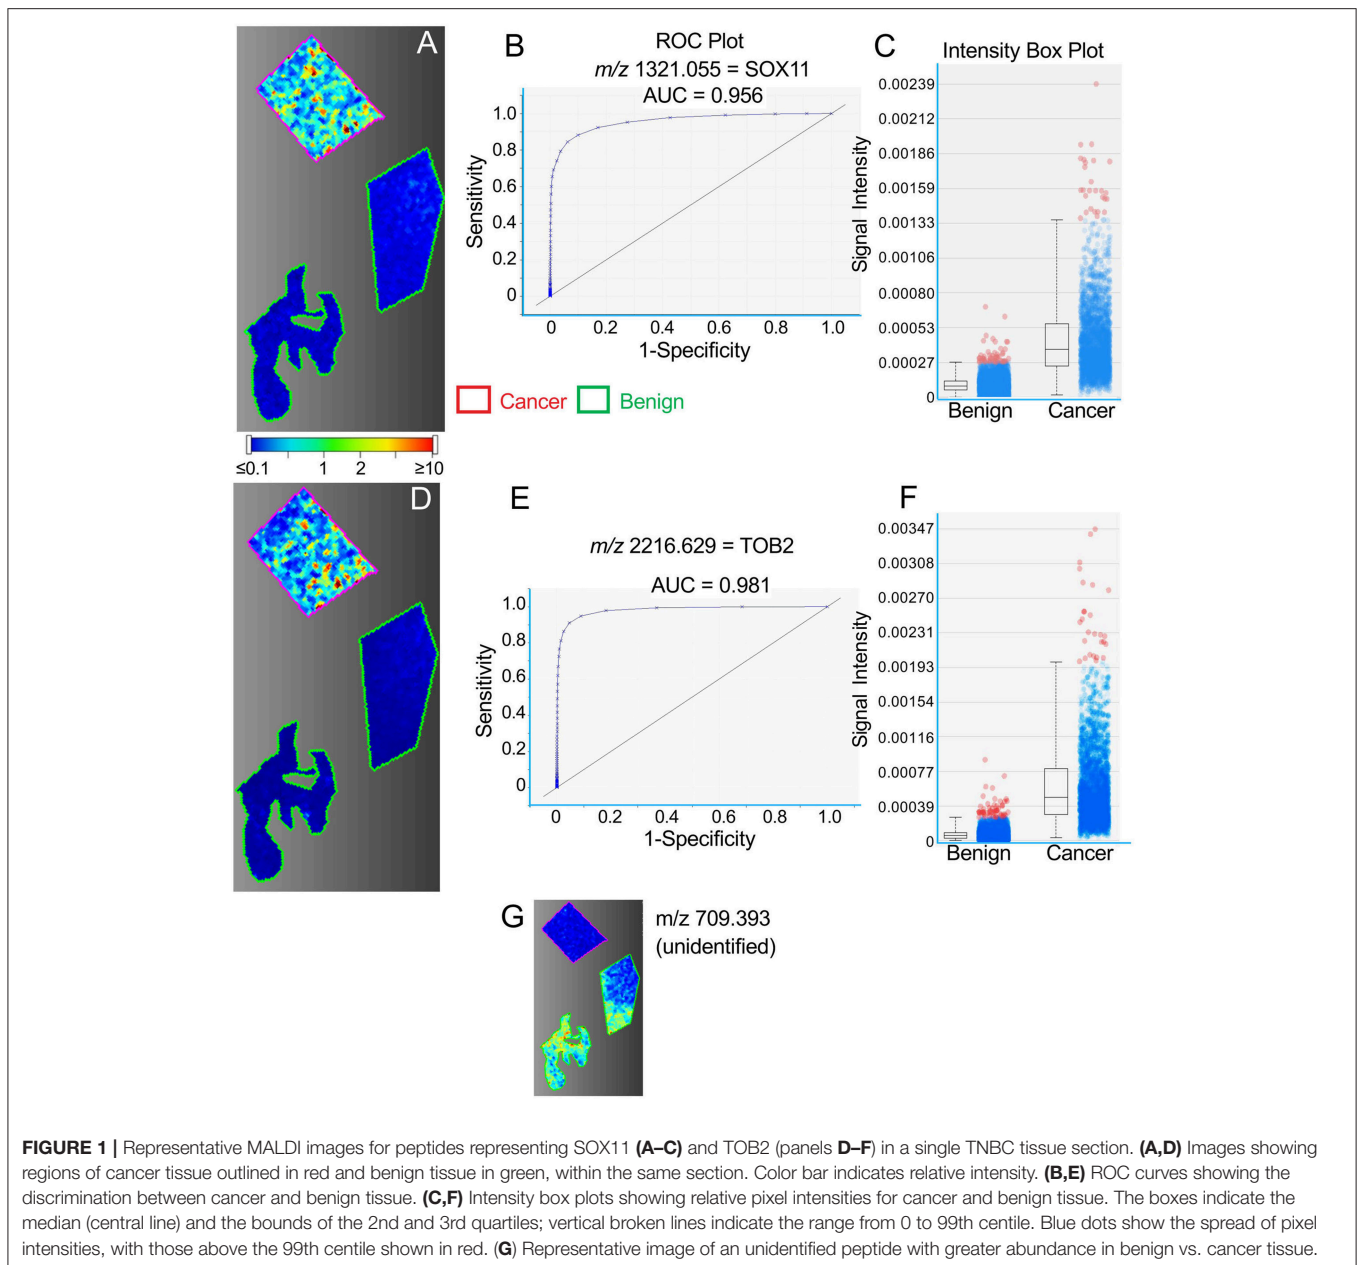 A
B
ROC Plot
m/z 1321.055 = SOX11
AUC = 0.956
1.0
0.8
0.6
0.4
0.2
0
Sensitivity
0 0.2 0.4 0.6 0.8 1.0
1-Specificity
C
Intensity Box Plot
0.00239
0.00212
0.00186
0.00159
0.00133
0.00106
0.00080
0.00053
0.00027
0
Signal Intensity
Benign Cancer
Cancer Benign
≤0.1 1 2 ≥10
D
E
m/z 2216.629 = TOB2
AUC = 0.981
1.0
0.8
0.6
0.4
0.2
0
Sensitivity
0 0.2 0.4 0.6 0.8 1.0
1-Specificity
F
0.00347
0.00308
0.00270
0.00231
0.00193
0.00154
0.00116
0.00077
0.00039
0
Signal Intensity
Benign Cancer
G
m/z 709.393
(unidentified)
FIGURE 1 | Representative MALDI images for peptides representing SOX11 (A–C) and TOB2 (panels D–F) in a single TNBC tissue section. (A,D) Images showing
regions of cancer tissue outlined in red and benign tissue in green, within the same section. Color bar indicates relative intensity. (B,E) ROC curves showing the
discrimination between cancer and benign tissue. (C,F) Intensity box plots showing relative pixel intensities for cancer and benign tissue. The boxes indicate the
median (central line) and the bounds of the 2nd and 3rd quartiles; vertical broken lines indicate the range from 0 to 99th centile. Blue dots show the spread of pixel
intensities, with those above the 99th centile shown in red. (G) Representative image of an unidentified peptide with greater abundance in benign vs. cancer tissue.